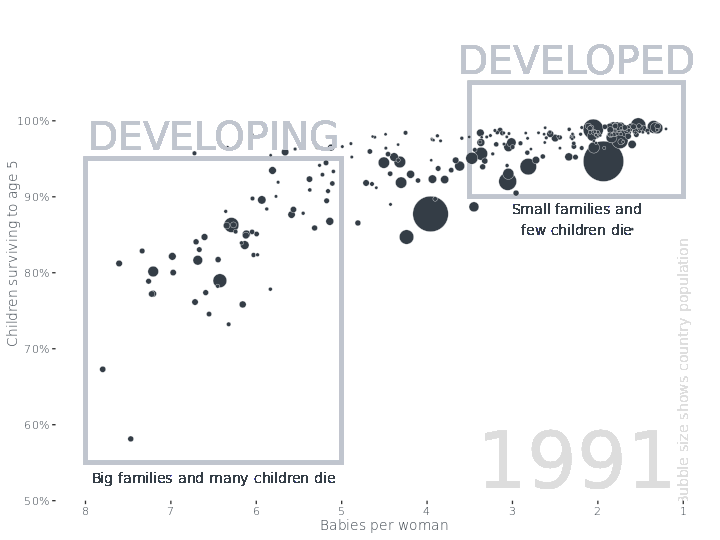 DEVELOPED
DEVELOPING
100%
90%
80%
70%
60%
50%
Children surviving to age 5
Small families and
few children die
Bubble size shows country population
1991
Big families and many children die
8 7 6 5 4 3 2 1
Babies per woman